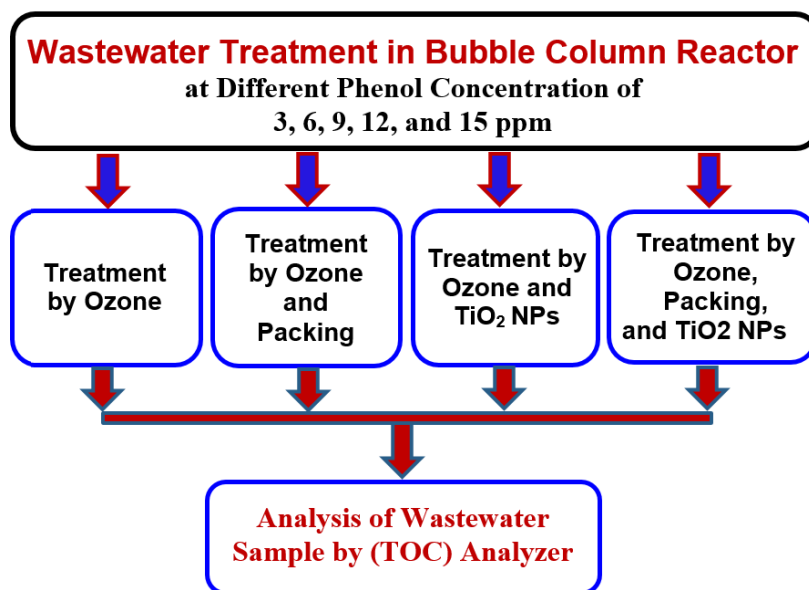 Wastewater Treatment in Bubble Column Reactor
at Different Phenol Concentration of
3, 6, 9, 12, and 15 ppm
Treatment
by Ozone
Treatment
by Ozone
and
Packing
Treatment by
Ozone and
TiO₂ NPs
Treatment by
Ozone,
Packing,
and TiO2 NPs
Analysis of Wastewater
Sample by (TOC) Analyzer